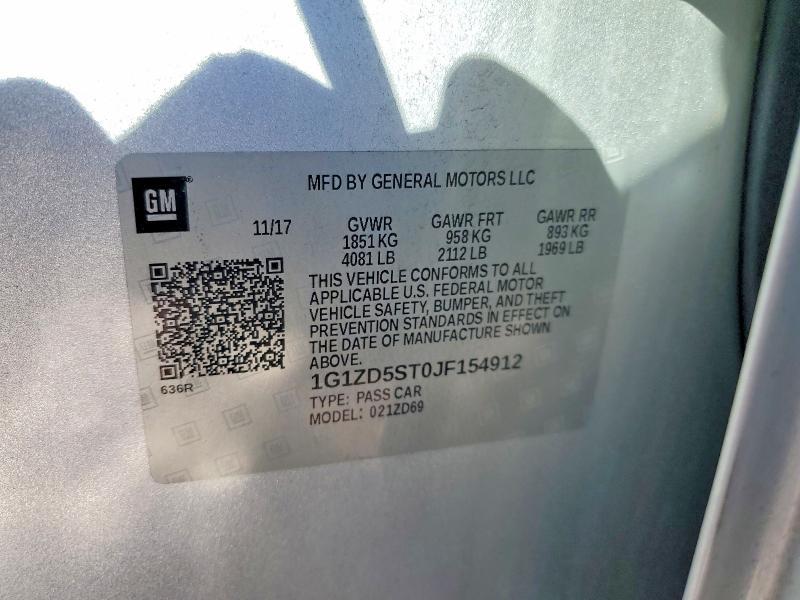 GM
MFD BY GENERAL MOTORS LLC
11/17 GVWR GAWR FRT GAWR RR
1851 KG 958 KG 893 KG
4081 LB 2112 LB 1969 LB
THIS VEHICLE CONFORMS TO ALL
APPLICABLE U.S. FEDERAL MOTOR
VEHICLE SAFETY, BUMPER, AND THEFT
PREVENTION STANDARDS IN EFFECT ON
THE DATE OF MANUFACTURE SHOWN
ABOVE.
636R
1G1ZD5ST0JF154912
TYPE: PASS CAR
MODEL: 021ZD69